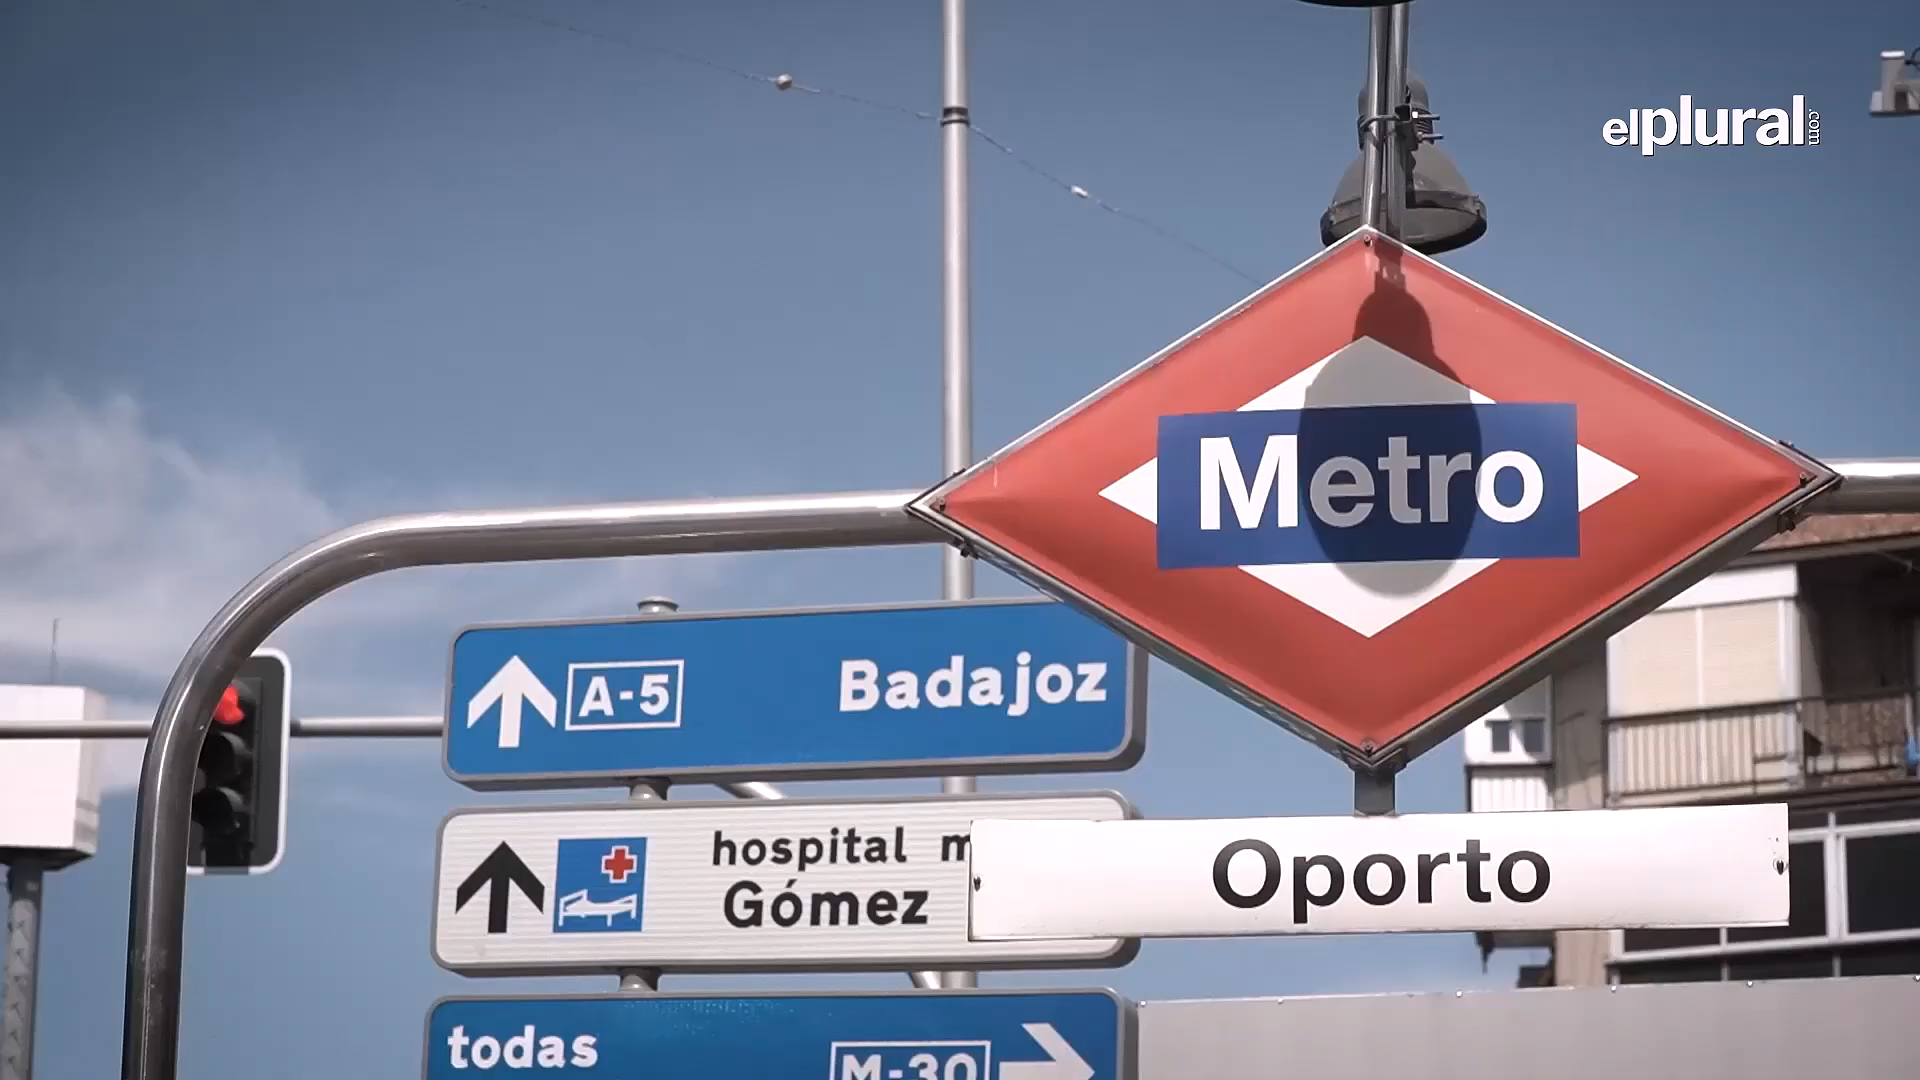 elplural.com
Metro
A-5 Badajoz
hospital
Gómez
Oporto
todas
M-30